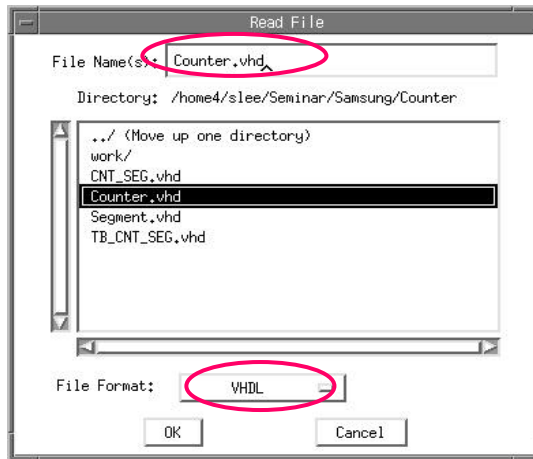 Read File
File Name(s): Counter.vhd
Directory: /home4/slee/Seminar/Samsung/Counter
../ (Move up one directory)
work/
CNT_SEG.vhd
Counter.vhd
Segment.vhd
TB_CNT_SEG.vhd
File Format: VHDL
OK Cancel